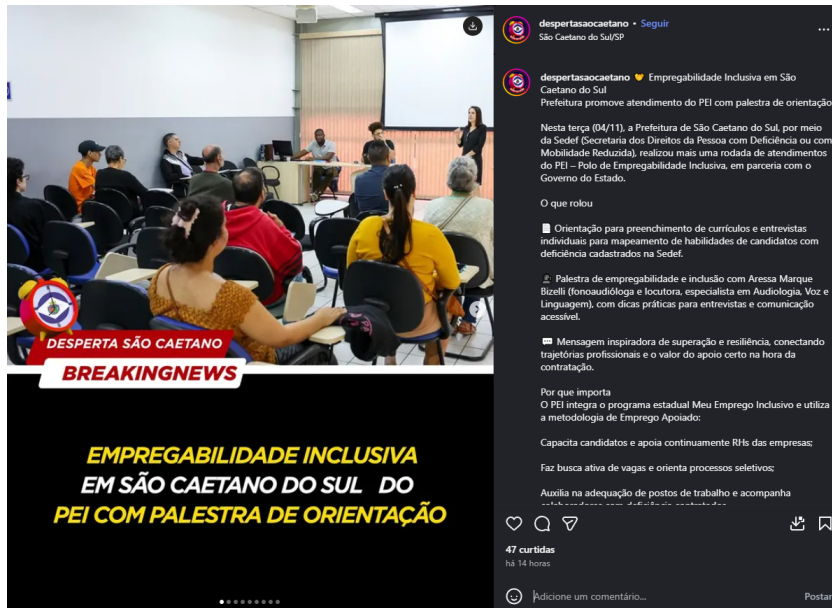 DESPERTA SÃO CAETANO
BREAKINGNEWS
EMPREGABILIDADE INCLUSIVA
EM SÃO CAETANO DO SUL DO
PEI COM PALESTRA DE ORIENTAÇÃO
despertasaocaetano • Seguir
São Caetano do Sul/SP
despertasaocaetano 🧡 Empregabilidade Inclusiva em São
Caetano do Sul
Prefeitura promove atendimento do PEI com palestra de orientação
Nesta terça (04/11), a Prefeitura de São Caetano do Sul, por meio
da Sedef (Secretaria dos Direitos da Pessoa com Deficiência ou com
Mobilidade Reduzida), realizou mais uma rodada de atendimentos
do PEI – Polo de Empregabilidade Inclusiva, em parceria com o
Governo do Estado.
O que rolou
Orientação para preenchimento de currículos e entrevistas
individuais para mapeamento de habilidades de candidatos com
deficiência cadastrados na Sedef.
Palestra de empregabilidade e inclusão com Aressa Marque
Bizelli (fonoaudióloga e locutora, especialista em Audiologia, Voz e
Linguagem), com dicas práticas para entrevistas e comunicação
acessível.
💬 Mensagem inspiradora de superação e resiliência, conectando
trajetórias profissionais e o valor do apoio certo na hora da
contratação.
Por que importa
O PEI integra o programa estadual Meu Emprego Inclusivo e utiliza
a metodologia de Emprego Apoiado:
Capacita candidatos e apoia continuamente RHs das empresas;
Faz busca ativa de vagas e orienta processos seletivos;
Auxilia na adequação de postos de trabalho e acompanha
47 curtidas
há 14 horas
Adicione um comentário...
Postar